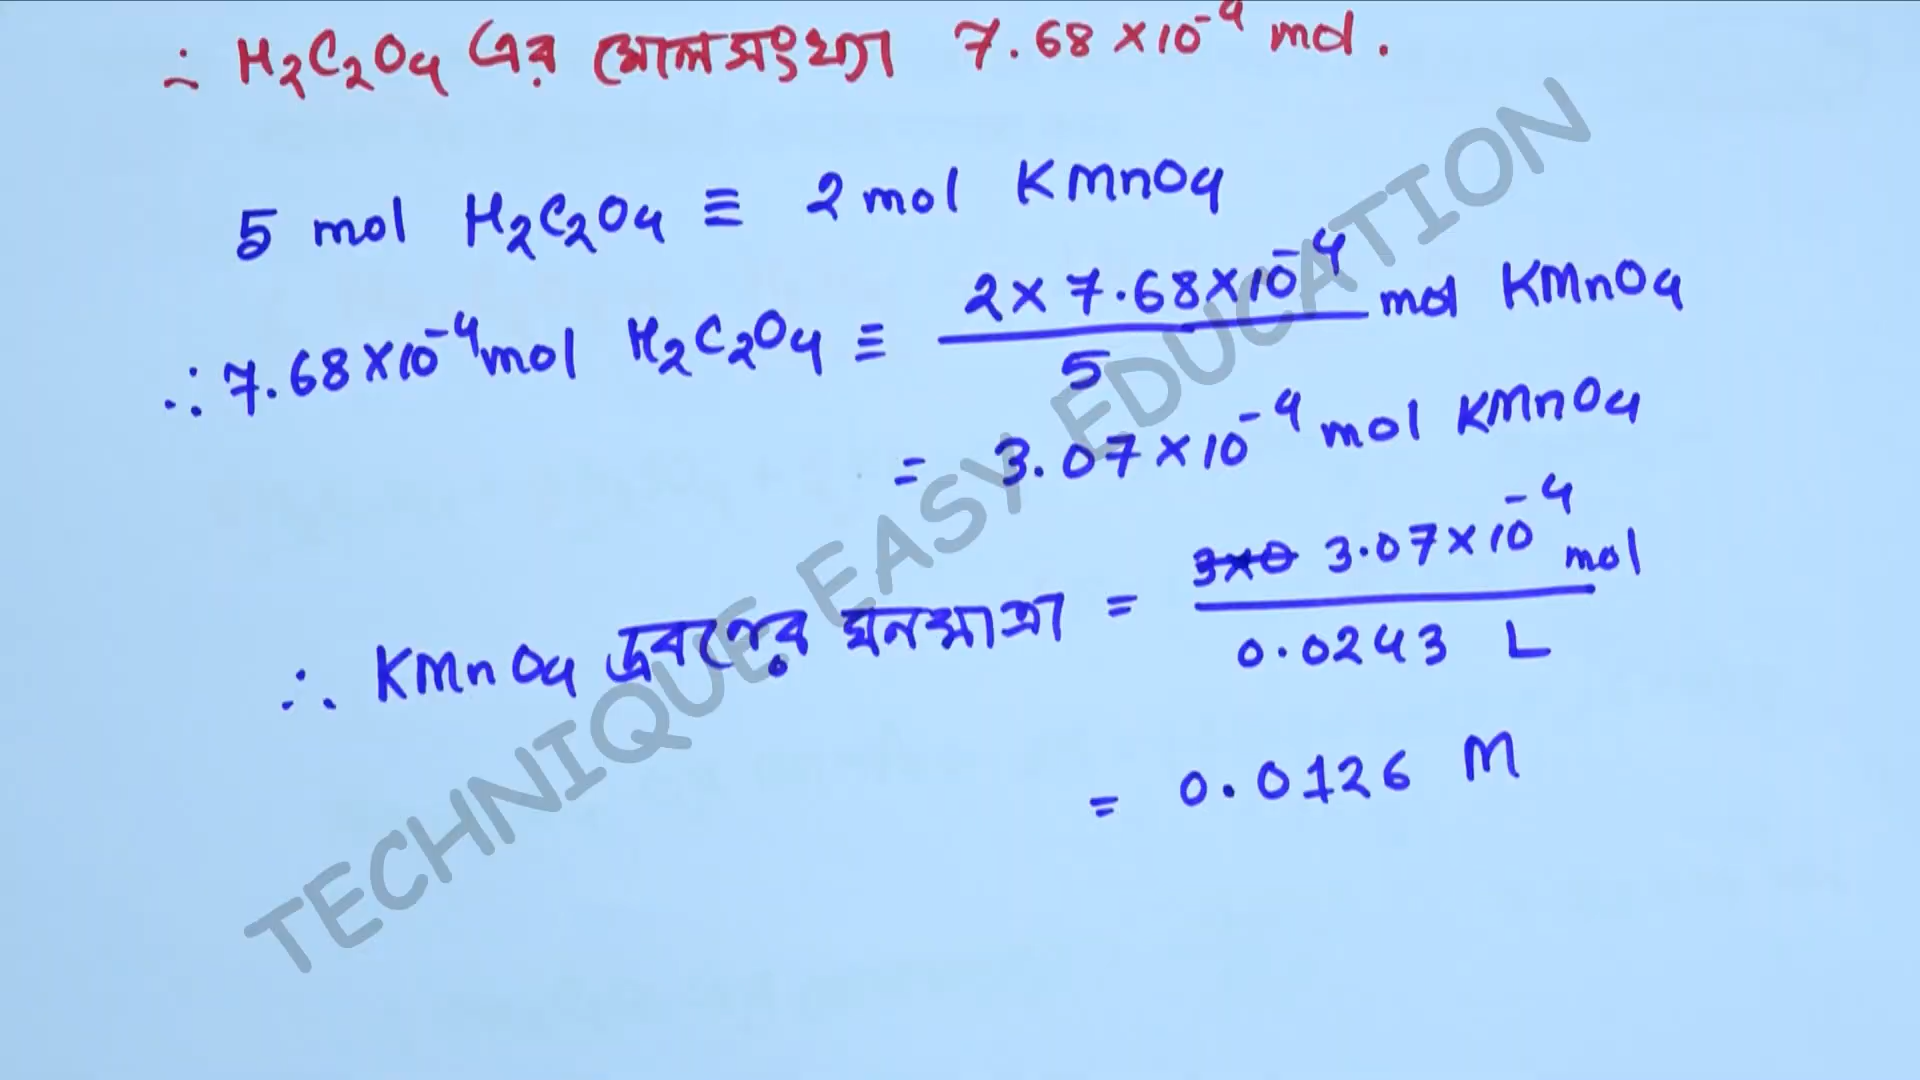 ∴ H₂C₂O₄ এর মোলসংখ্যা 7.68×10⁻⁴ mol.
5 mol H₂C₂O₄ ≡ 2 mol KMnO₄
∴ 7.68×10⁻⁴ mol H₂C₂O₄ ≡ 2×7.68×10⁻⁴ / 5 mol KMnO₄
= 3.07×10⁻⁴ mol KMnO₄
∴ KMnO₄ দ্রবণের ঘনমাত্রা = 3.07×10⁻⁴ mol / 0.0243 L
= 0.0126 M
TECHNIQUE EASY EDUCATION